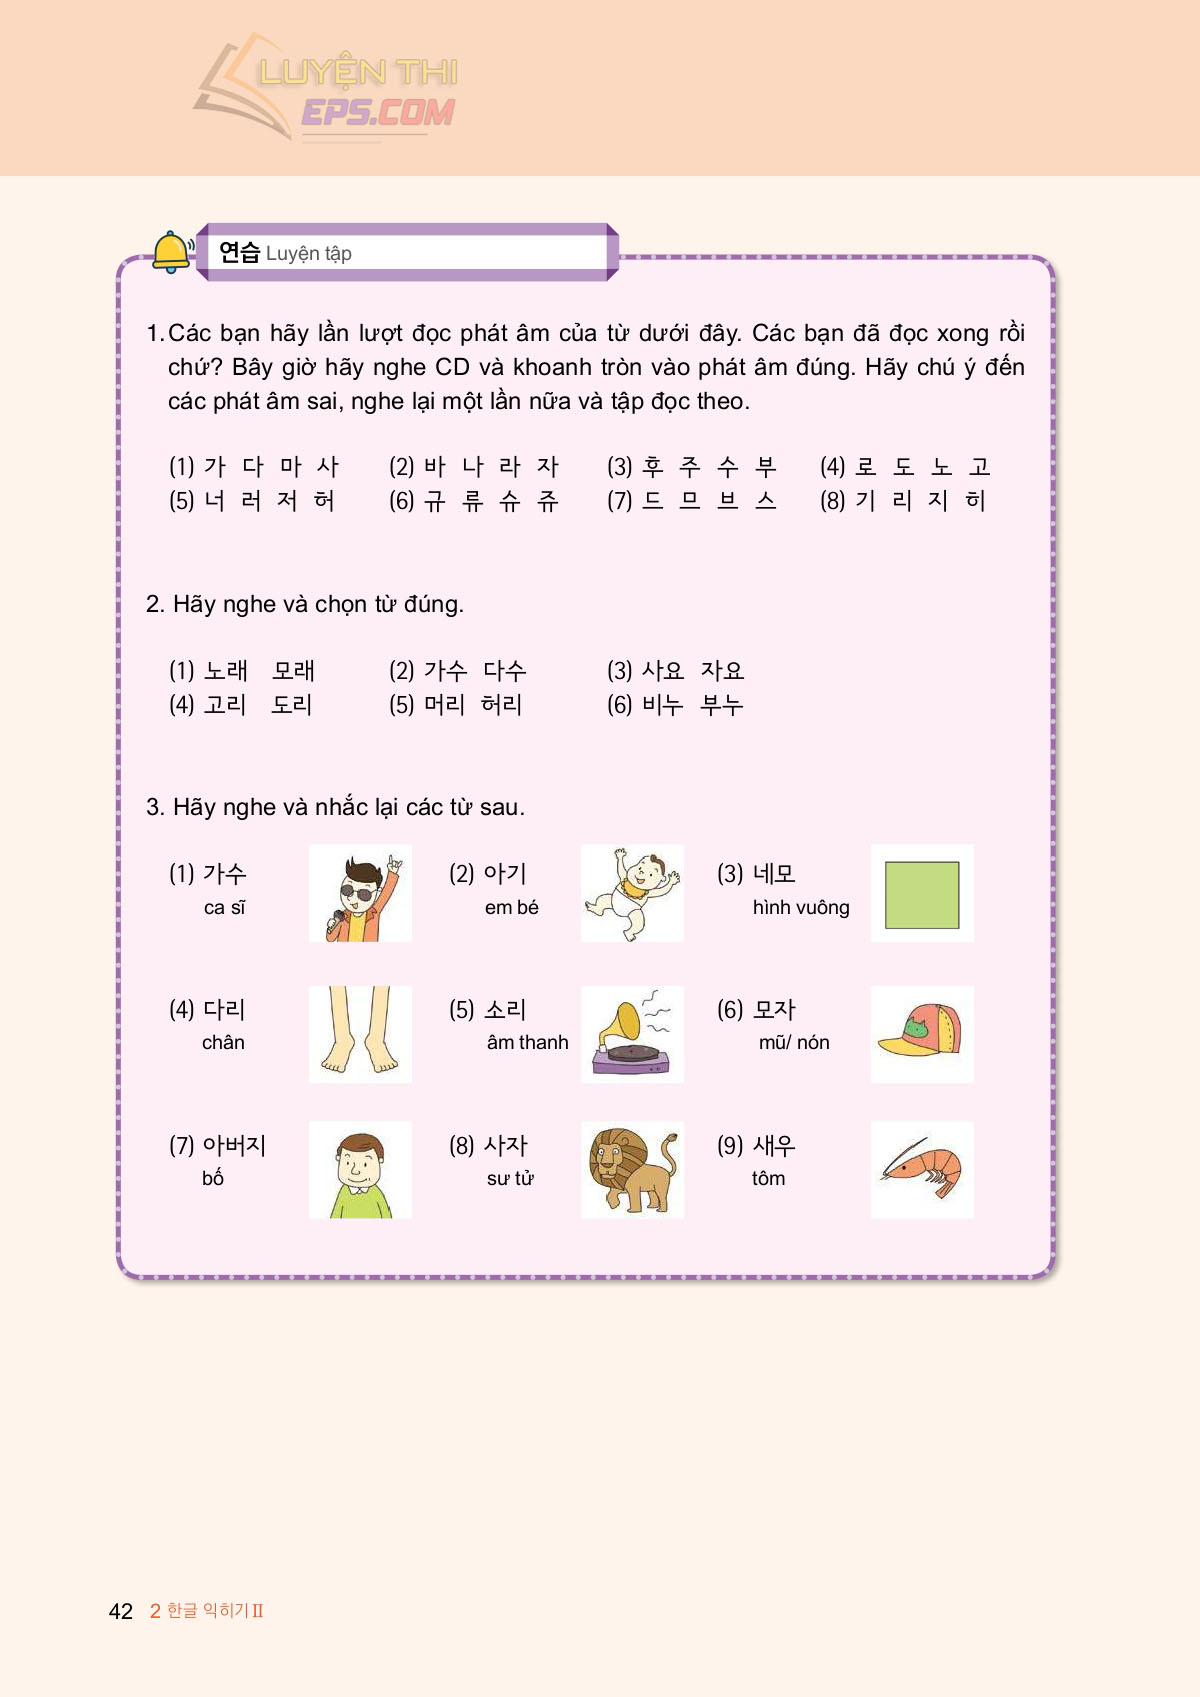 LUYỆN THI
EPS.COM
연습 Luyện tập
1. Các bạn hãy lần lượt đọc phát âm của từ dưới đây. Các bạn đã đọc xong rồi
chứ? Bây giờ hãy nghe CD và khoanh tròn vào phát âm đúng. Hãy chú ý đến
các phát âm sai, nghe lại một lần nữa và tập đọc theo.
(1) 가 다 마 사 (2) 바 나 라 자 (3) 후 주 수 부 (4) 로 도 노 고
(5) 너 러 저 허 (6) 규 류 슈 쥬 (7) 드 므 브 스 (8) 기 리 지 히
2. Hãy nghe và chọn từ đúng.
(1) 노래 모래 (2) 가수 다수 (3) 사요 자요
(4) 고리 도리 (5) 머리 허리 (6) 비누 부누
3. Hãy nghe và nhắc lại các từ sau.
(1) 가수 (2) 아기 (3) 네모
ca sĩ em bé hình vuông
(4) 다리 (5) 소리 (6) 모자
chân âm thanh mũ/ nón
(7) 아버지 (8) 사자 (9) 새우
bố sư tử tôm
42 2 한글 익히기 II